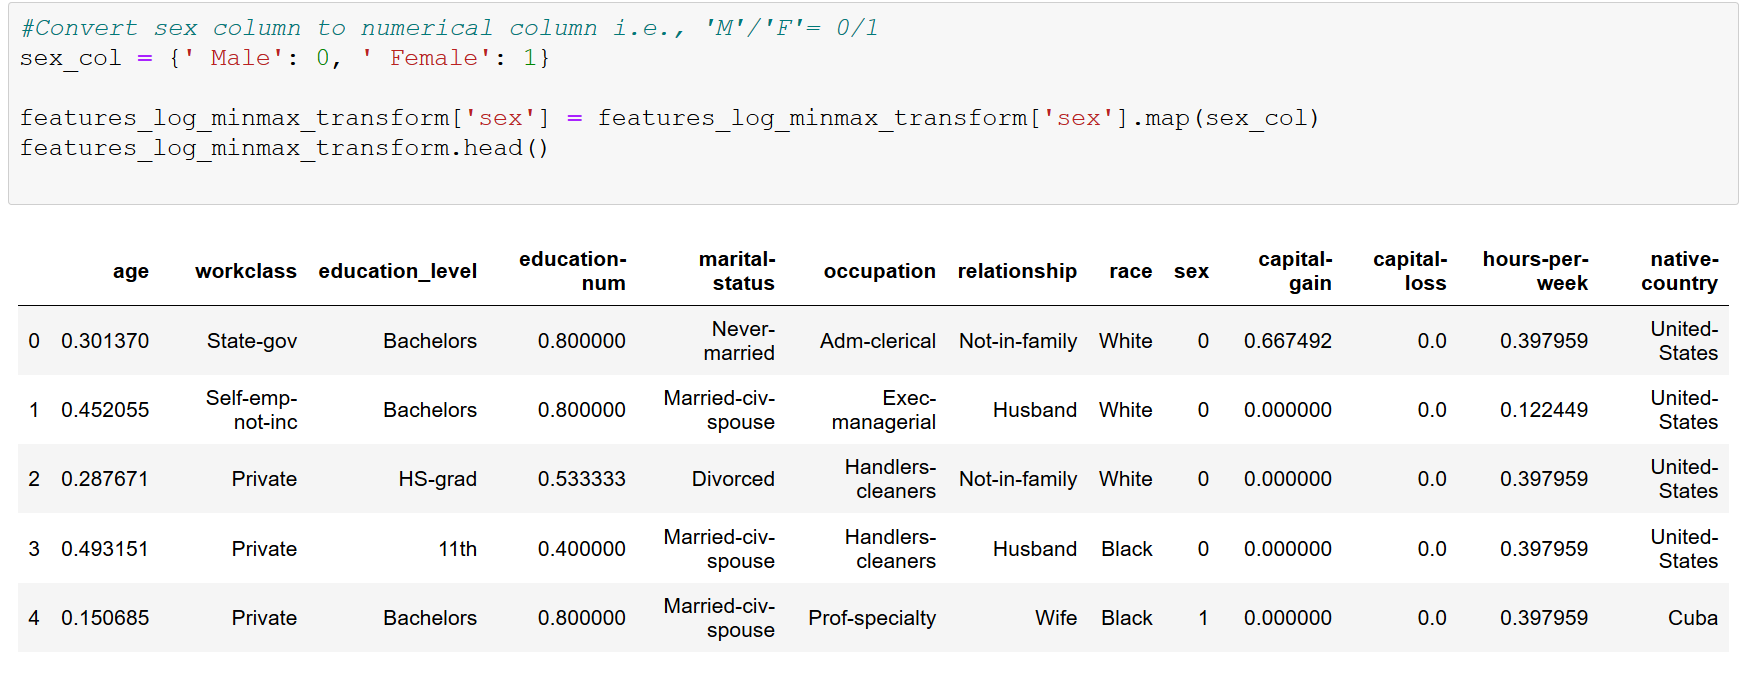 #Convert sex column to numerical column i.e., 'M'/'F'= 0/1
sex_col = {' Male': 0, ' Female': 1}
features_log_minmax_transform['sex'] = features_log_minmax_transform['sex'].map(sex_col)
features_log_minmax_transform.head()
age workclass education_level education-num marital-status occupation relationship race sex capital-gain capital-loss hours-per-week native-country
0 0.301370 State-gov Bachelors 0.800000 Never-married Adm-clerical Not-in-family White 0 0.667492 0.0 0.397959 United-States
1 0.452055 Self-emp-not-inc Bachelors 0.800000 Married-civ-spouse Exec-managerial Husband White 0 0.000000 0.0 0.122449 United-States
2 0.287671 Private HS-grad 0.533333 Divorced Handlers-cleaners Not-in-family White 0 0.000000 0.0 0.397959 United-States
3 0.493151 Private 11th 0.400000 Married-civ-spouse Handlers-cleaners Husband Black 0 0.000000 0.0 0.397959 United-States
4 0.150685 Private Bachelors 0.800000 Married-civ-spouse Prof-specialty Wife Black 1 0.000000 0.0 0.397959 Cuba